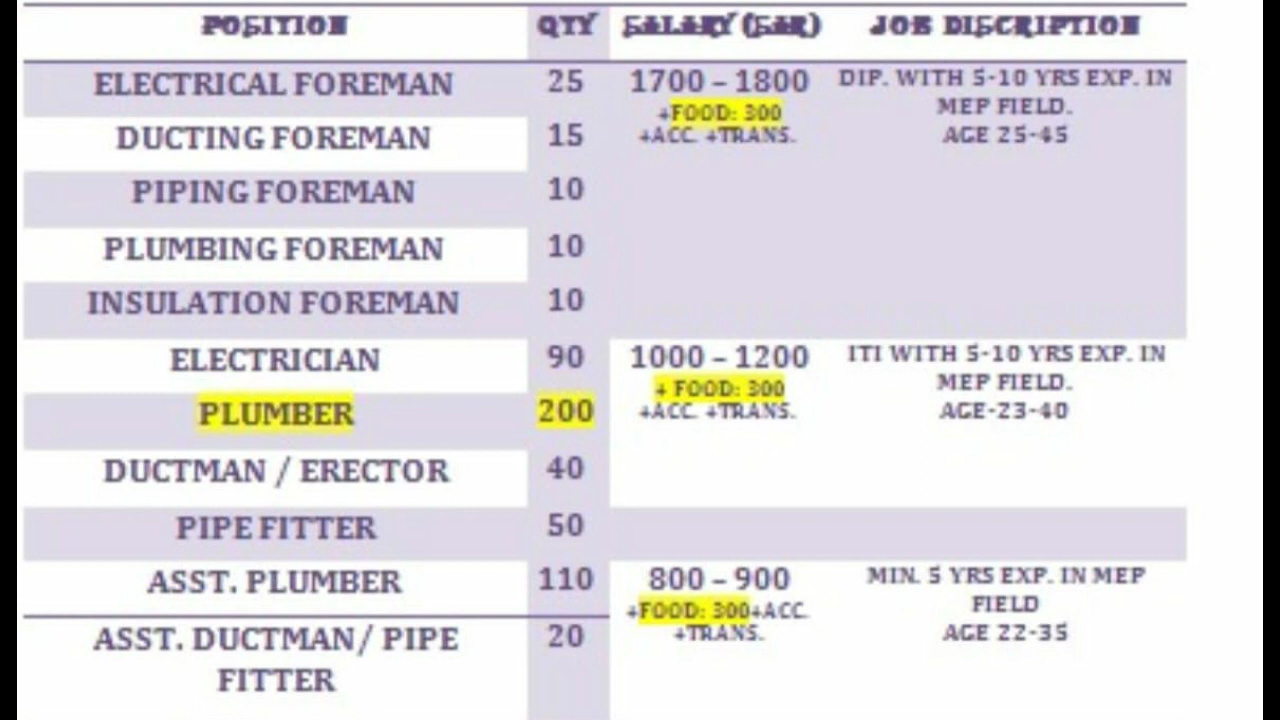 POSITION QTY SALARY (SAR) JOB DISCRIPTION
ELECTRICAL FOREMAN 25 1700 – 1800 DIP. WITH 5-10 YRS EXP. IN
+FOOD: 300 MEP FIELD.
DUCTING FOREMAN 15 +ACC. +TRANS. AGE 25-45
PIPING FOREMAN 10
PLUMBING FOREMAN 10
INSULATION FOREMAN 10
ELECTRICIAN 90 1000 – 1200 ITI WITH 5-10 YRS EXP. IN
+ FOOD: 300 MEP FIELD.
PLUMBER 200 +ACC. +TRANS. AGE-23-40
DUCTMAN / ERECTOR 40
PIPE FITTER 50
ASST. PLUMBER 110 800 – 900 MIN. 5 YRS EXP. IN MEP
+FOOD: 300+ACC. FIELD
ASST. DUCTMAN/ PIPE 20 +TRANS. AGE 22-35
FITTER